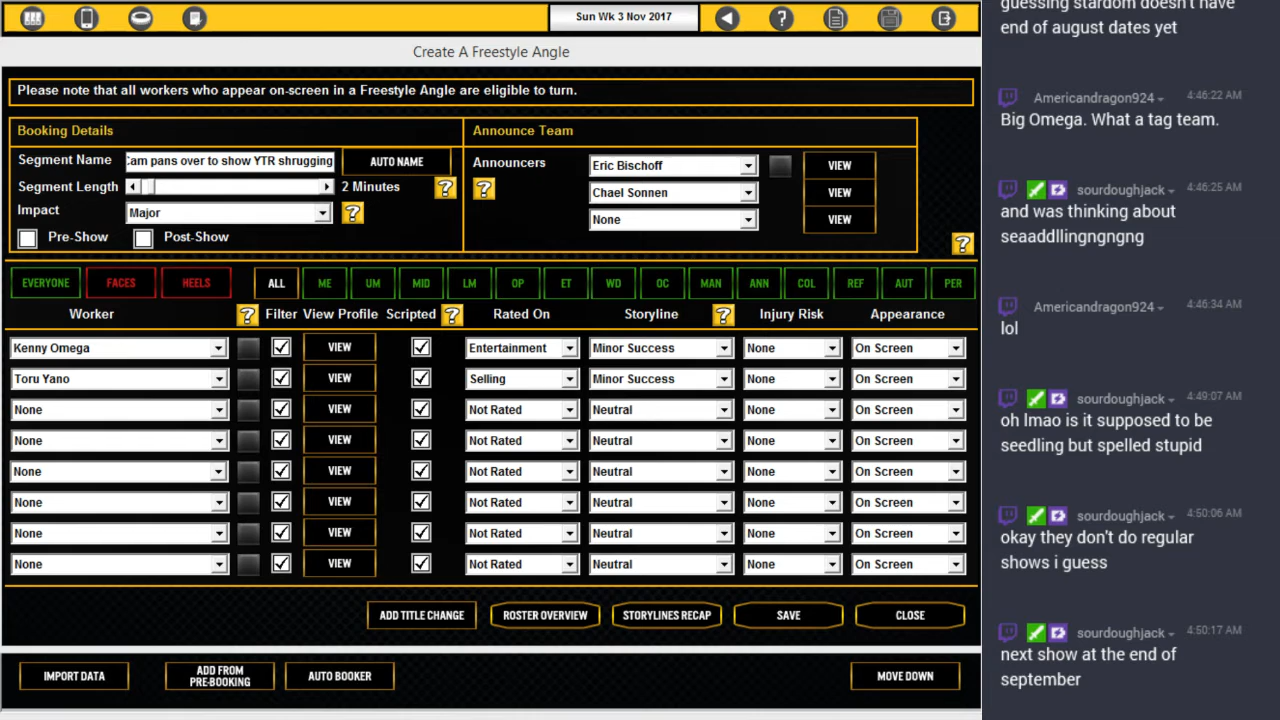 Sun Wk 3 Nov 2017
Create A Freestyle Angle
Please note that all workers who appear on-screen in a Freestyle Angle are eligible to turn.
Booking Details
Segment Name Cam pans over to show YTR shrugging AUTO NAME
Segment Length 2 Minutes ?
Impact Major ?
Pre-Show Post-Show
Announce Team
Announcers Eric Bischoff VIEW
? Chael Sonnen VIEW
None VIEW
?
EVERYONE FACES HEELS ALL ME UM MID LM OP ET WD OC MAN ANN COL REF AUT PER
Worker ? Filter View Profile Scripted ? Rated On Storyline ? Injury Risk Appearance
Kenny Omega VIEW Entertainment Minor Success None On Screen
Toru Yano VIEW Selling Minor Success None On Screen
None VIEW Not Rated Neutral None On Screen
None VIEW Not Rated Neutral None On Screen
None VIEW Not Rated Neutral None On Screen
None VIEW Not Rated Neutral None On Screen
None VIEW Not Rated Neutral None On Screen
None VIEW Not Rated Neutral None On Screen
ADD TITLE CHANGE ROSTER OVERVIEW STORYLINES RECAP SAVE CLOSE
IMPORT DATA ADD FROM PRE-BOOKING AUTO BOOKER MOVE DOWN
guessing stardom doesn't have
end of august dates yet
Americandragon924 4:46:22 AM
Big Omega. What a tag team.
sourdoughjack 4:46:25 AM
and was thinking about
seaaddllingngngng
Americandragon924 4:46:34 AM
lol
sourdoughjack 4:49:07 AM
oh lmao is it supposed to be
seedling but spelled stupid
sourdoughjack 4:50:06 AM
okay they don't do regular
shows i guess
sourdoughjack 4:50:17 AM
next show at the end of
september